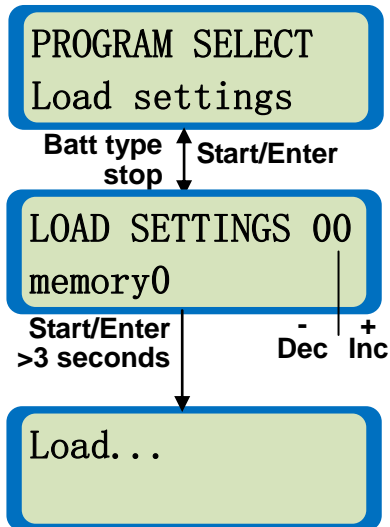 PROGRAM SELECT
Load settings
Batt type
stop
Start/Enter
LOAD SETTINGS 00
memory0
Start/Enter
>3 seconds
- +
Dec Inc
Load...